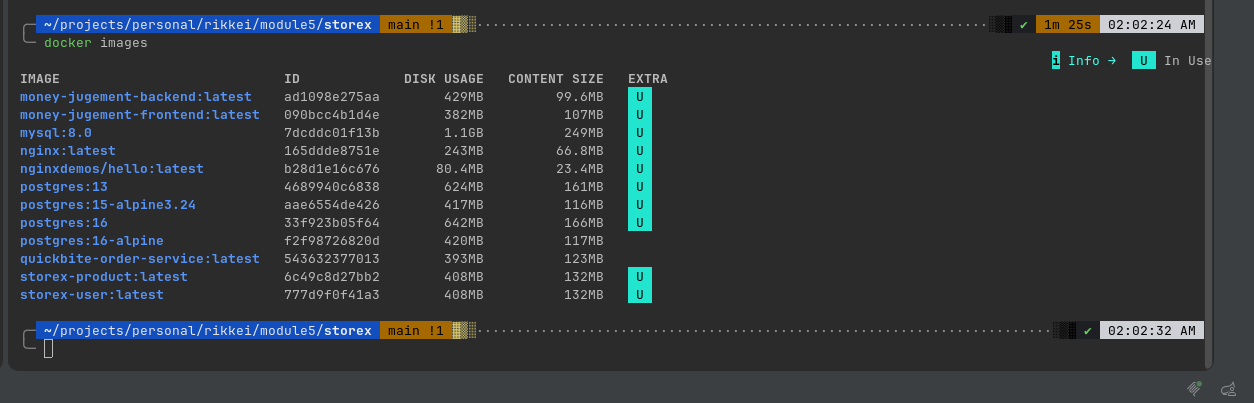 ~/projects/personal/rikkei/module5/storex main !1 ✔ 1m 25s 02:02:24 AM
docker images
i Info → U In Use
IMAGE ID DISK USAGE CONTENT SIZE EXTRA
money-jugement-backend:latest ad1098e275aa 429MB 99.6MB U
money-jugement-frontend:latest 090bcc4b1d4e 382MB 107MB U
mysql:8.0 7dcddc01f13b 1.1GB 249MB U
nginx:latest 165ddde8751e 243MB 66.8MB U
nginxdemos/hello:latest b28d1e16c676 80.4MB 23.4MB U
postgres:13 4689940c6838 624MB 161MB U
postgres:15-alpine3.24 aae6554de426 417MB 116MB U
postgres:16 33f923b05f64 642MB 166MB U
postgres:16-alpine f2f98726820d 420MB 117MB
quickbite-order-service:latest 543632377013 393MB 123MB
storex-product:latest 6c49c8d27bb2 408MB 132MB U
storex-user:latest 777d9f0f41a3 408MB 132MB U
~/projects/personal/rikkei/module5/storex main !1 ✔ 02:02:32 AM